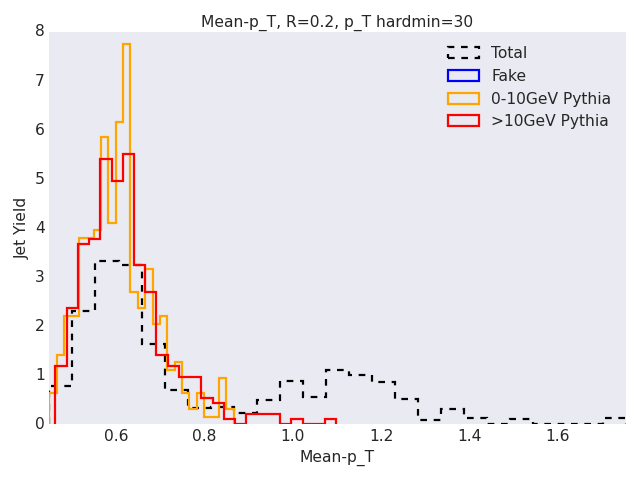 Mean-p_T, R=0.2, p_T hardmin=30
8
7
6
5
4
3
2
1
0
Jet Yield
Total
Fake
0-10GeV Pythia
>10GeV Pythia
0.6 0.8 1.0 1.2 1.4 1.6
Mean-p_T